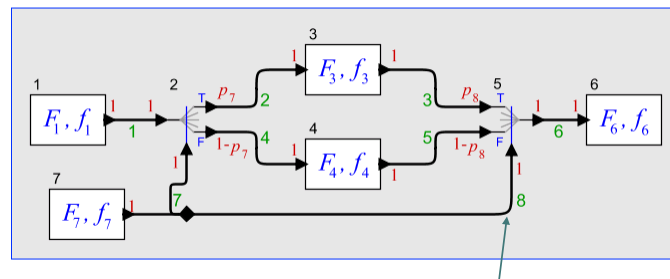 3
1 p₇ 1 F₃, f₃ 1 p₈ 5
1 2 T 2 3 T 6
F₁, f₁ 1 1 1 1 F₆, f₆
1 F 4 4 5 F 6
1-p₇ 1 F₄, f₄ 1 1-p₈
1 1
7 7 8
F₇, f₇ 1